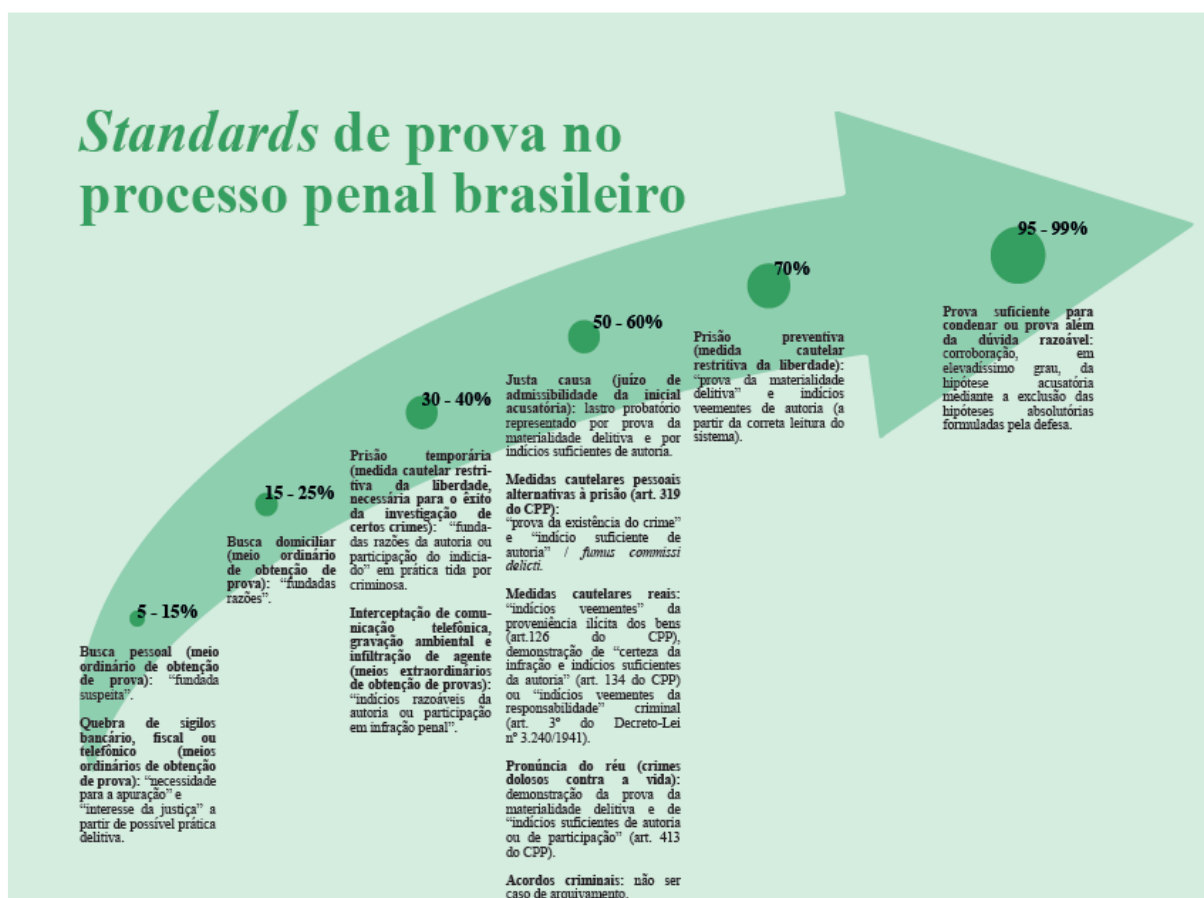 Standards de prova no
processo penal brasileiro
5 - 15%
Busca pessoal (meio
ordinário de obtenção
de prova): “fundada
suspeita”.
Quebra de sigilos
bancário, fiscal ou
telefônico (meios
ordinários de obtenção
de prova): “necessidade
para a apuração” e
“interesse da justiça” a
partir de possível prática
delitiva.
15 - 25%
Busca domiciliar
(meio ordinário
de obtenção de
prova): “fundadas
razões”.
30 - 40%
Prisão temporária
(medida cautelar restri-
tiva da liberdade,
necessária para o êxito
da investigação de
certos crimes): “funda-
das razões da autoria ou
participação do indicia-
do” em prática tida por
criminosa.
Interceptação de comu-
nicação telefônica,
gravação ambiental e
infiltração de agente
(meios extraordinários
de obtenção de provas):
“indícios razoáveis da
autoria ou participação
em infração penal”.
50 - 60%
Justa causa (juízo de
admissibilidade da inicial
acusatória): lastro probatório
representado por prova da
materialidade delitiva e por
indícios suficientes de autoria.
Medidas cautelares pessoais
alternativas à prisão (art. 319
do CPP):
“prova da existência do crime”
e “indício suficiente de
autoria” / fumus commissi
delicti.
Medidas cautelares reais:
“indícios veementes” da
proveniência ilícita dos bens
(art.126 do CPP),
demonstração de “certeza da
infração e indícios suficientes
da autoria” (art. 134 do CPP)
ou “indícios veementes da
responsabilidade” criminal
(art. 3º do Decreto-Lei
nº 3.240/1941).
Pronúncia do réu (crimes
dolosos contra a vida):
demonstração da prova da
materialidade delitiva e de
“indícios suficientes de autoria
ou de participação” (art. 413
do CPP).
Acordos criminais: não ser
caso de arquivamento.
70%
Prisão preventiva
(medida cautelar
restritiva da liberdade):
“prova da materialidade
delitiva” e indícios
veementes de autoria (a
partir da correta leitura do
sistema).
95 - 99%
Prova suficiente para
condenar ou prova além
da dúvida razoável:
corroboração, em
elevadíssimo grau, da
hipótese acusatória
mediante a exclusão das
hipóteses absolutórias
formuladas pela defesa.